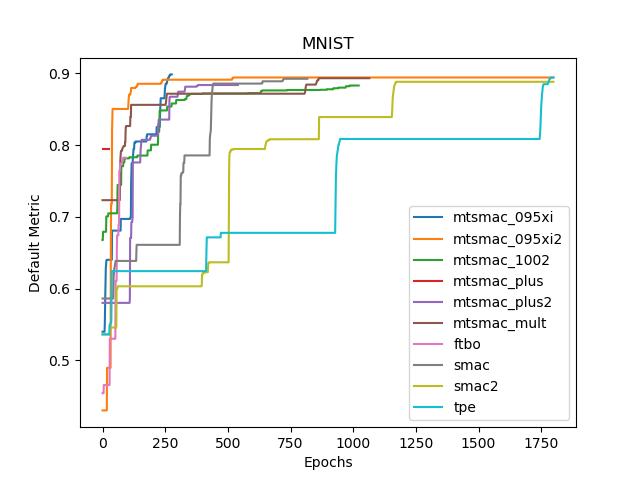 MNIST
Default Metric
0.9
0.8
0.7
0.6
0.5
0
250
500
750
1000
1250
1500
1750
Epochs
mtsmac_095xi
mtsmac_095xi2
mtsmac_1002
mtsmac_plus
mtsmac_plus2
mtsmac_mult
ftbo
smac
smac2
tpe